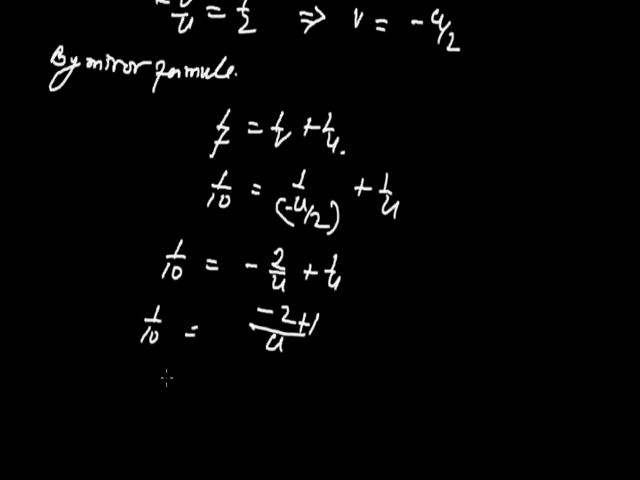 -v/u = 1/2 ⇒ v = -u/2
By mirror formule.
1/f = 1/v + 1/u.
1/10 = 1/(-u/2) + 1/u
1/10 = -2/u + 1/u
1/10 = (-2+1)/u